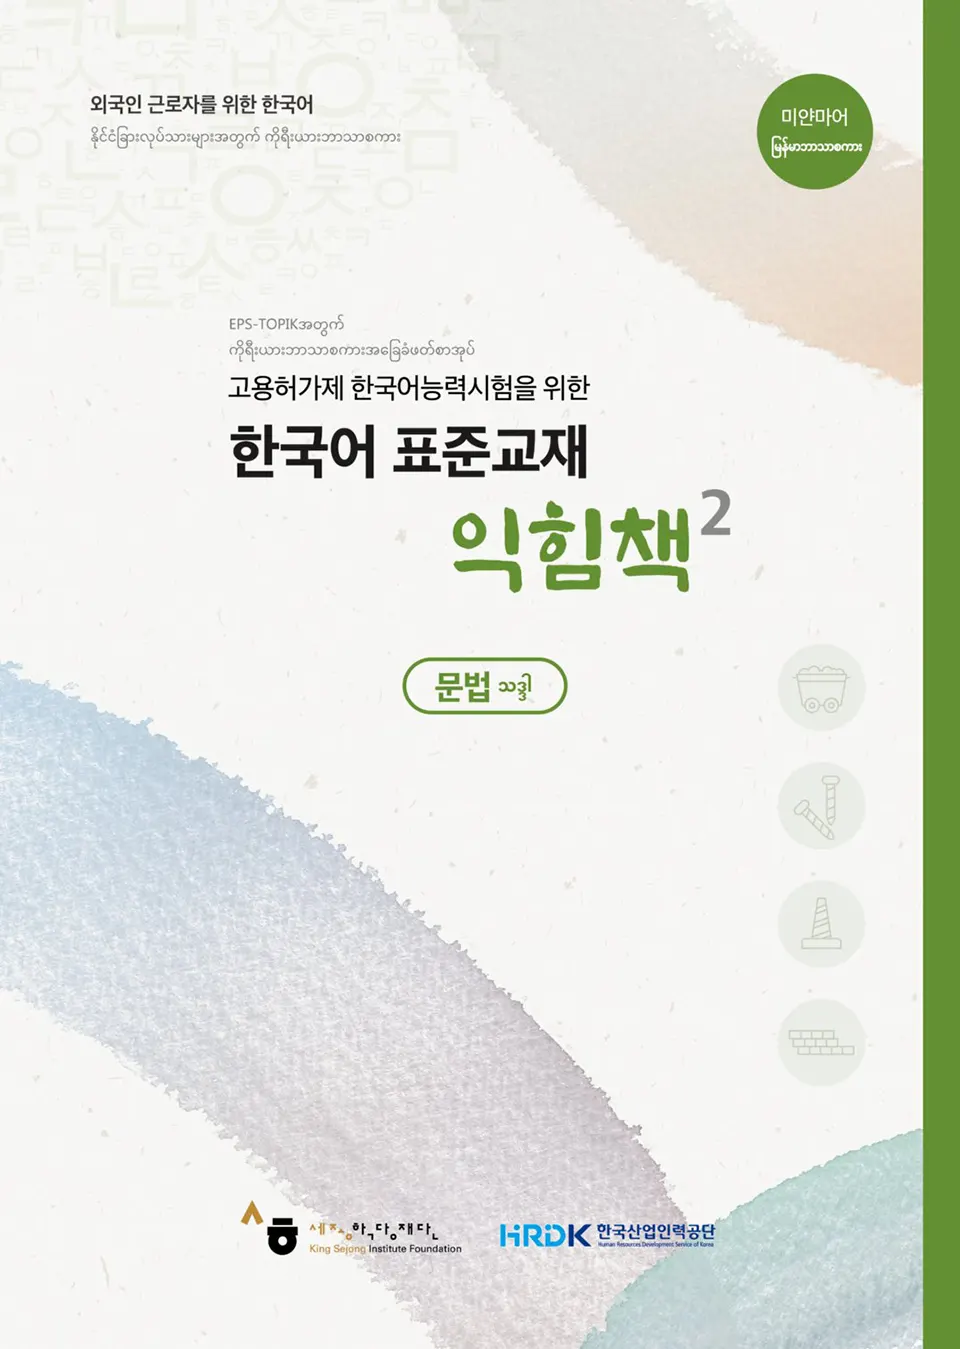 외국인 근로자를 위한 한국어
နိုင်ငံခြားလုပ်သားများအတွက် ကိုရီးယားဘာသာစကား
미얀마어
မြန်မာဘာသာစကား
EPS-TOPIKအတွက်
ကိုရီးယားဘာသာစကားအခြေခံဖတ်စာအုပ်
고용허가제 한국어능력시험을 위한
한국어 표준교재
익힘책2
문법 သဒ္ဒါ
세종학당재단
King Sejong Institute Foundation
HRDK 한국산업인력공단
Human Resources Development Service of Korea